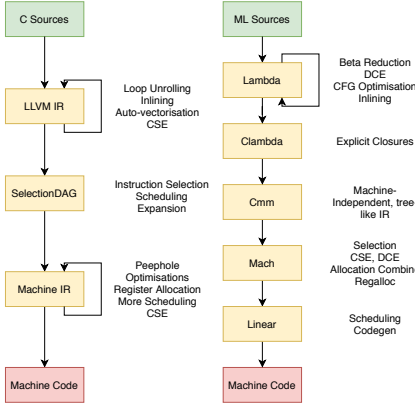 C Sources
LLVM IR
Loop Unrolling
Inlining
Auto-vectorisation
CSE
SelectionDAG
Instruction Selection
Scheduling
Expansion
Machine IR
Peephole
Optimisations
Register Allocation
More Scheduling
CSE
Machine Code
ML Sources
Lambda
Beta Reduction
DCE
CFG Optimisation
Inlining
Clambda
Explicit Closures
Cmm
Machine-
Independent, tree
like IR
Mach
Selection
CSE, DCE
Allocation Combine
Regalloc
Linear
Scheduling
Codegen
Machine Code